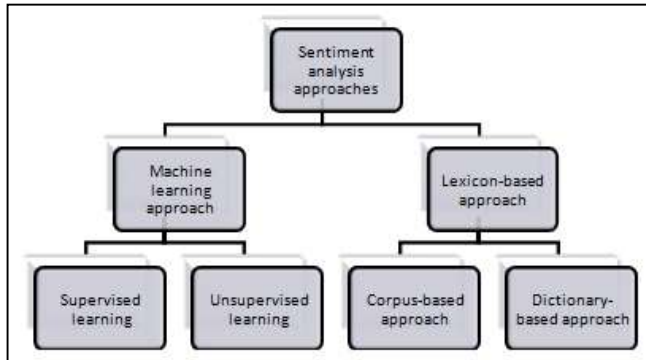 Sentiment
analysis
approaches
Machine
learning
approach
Lexicon-based
approach
Supervised
learning
Unsupervised
learning
Corpus-based
approach
Dictionary-
based approach